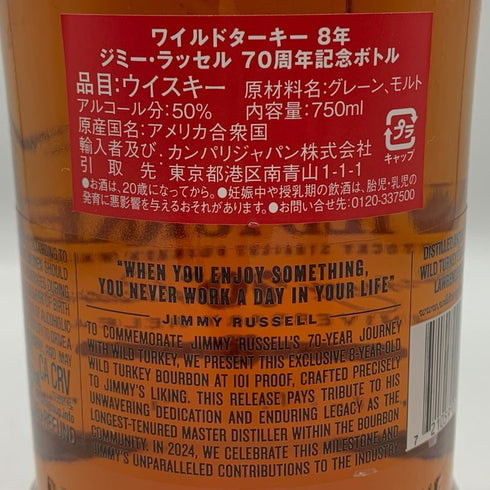 ワイルドターキー 8年
ジミー・ラッセル 70周年記念ボトル
品目:ウイスキー 原材料名:グレーン、モルト
アルコール分:50% 内容量:750ml
原産国名:アメリカ合衆国
輸入者及び、カンパリジャパン株式会社
引取先:東京都港区南青山1-1-1
プラ
キャップ
●お酒は、20歳になってから。●妊娠中や授乳期の飲酒は、胎児・乳児の
発育に悪影響を与えるおそれがあります。●お問い合せ先:0120-337500
"WHEN YOU ENJOY SOMETHING,
YOU NEVER WORK A DAY IN YOUR LIFE"
JIMMY RUSSELL
TO COMMEMORATE JIMMY RUSSELL'S 70-YEAR JOURNEY
WITH WILD TURKEY, WE PRESENT THIS EXCLUSIVE 8-YEAR-OLD
WILD TURKEY BOURBON AT 101 PROOF, CRAFTED PRECISELY
TO JIMMY'S LIKING. THIS RELEASE PAYS TRIBUTE TO HIS
UNWAVERING DEDICATION AND ENDURING LEGACY AS THE
LONGEST-TENURED MASTER DISTILLER WITHIN THE BOURBON
COMMUNITY. IN 2024, WE CELEBRATE THIS MILESTONE AND
JIMMY'S UNPARALLELED CONTRIBUTIONS TO THE INDUSTRY.
DISTILLED
WILD TURKEY
CRV